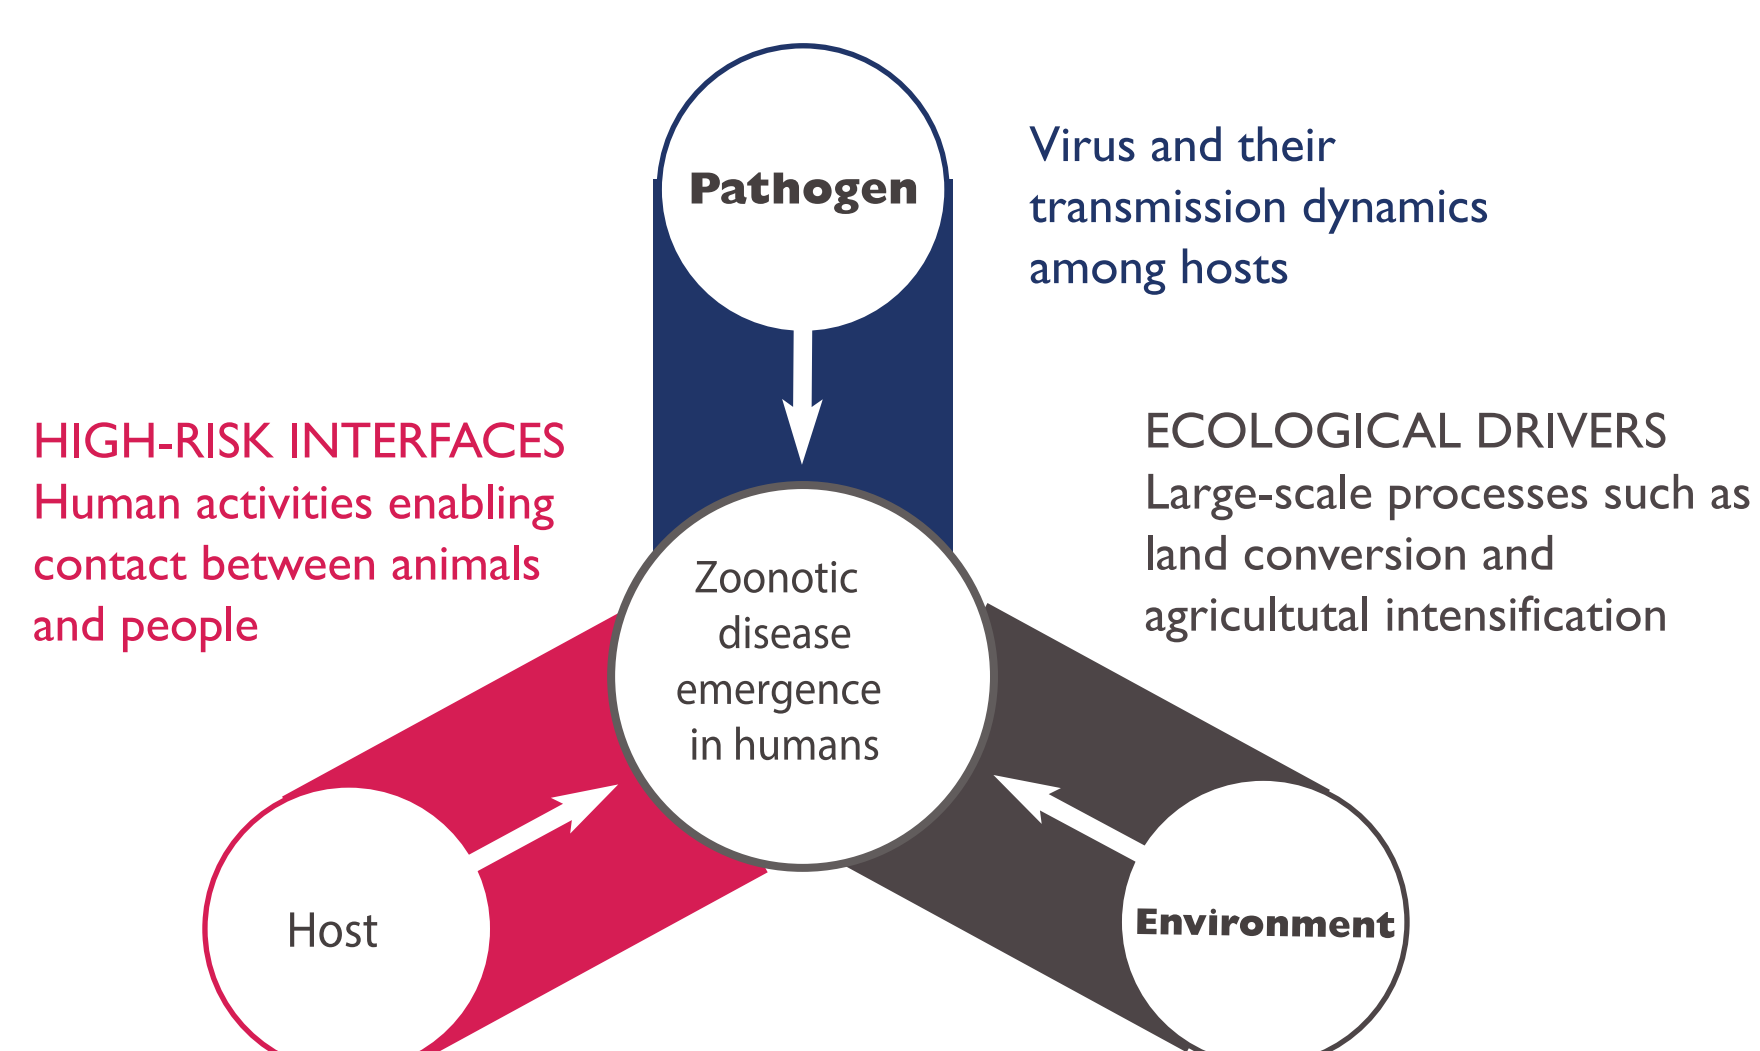 Pathogen
Virus and their
transmission dynamics
among hosts
HIGH-RISK INTERFACES
Human activities enabling
contact between animals
and people
ECOLOGICAL DRIVERS
Large-scale processes such as
land conversion and
agricultutal intensification
Zoonotic
disease
emergence
in humans
Host
Environment